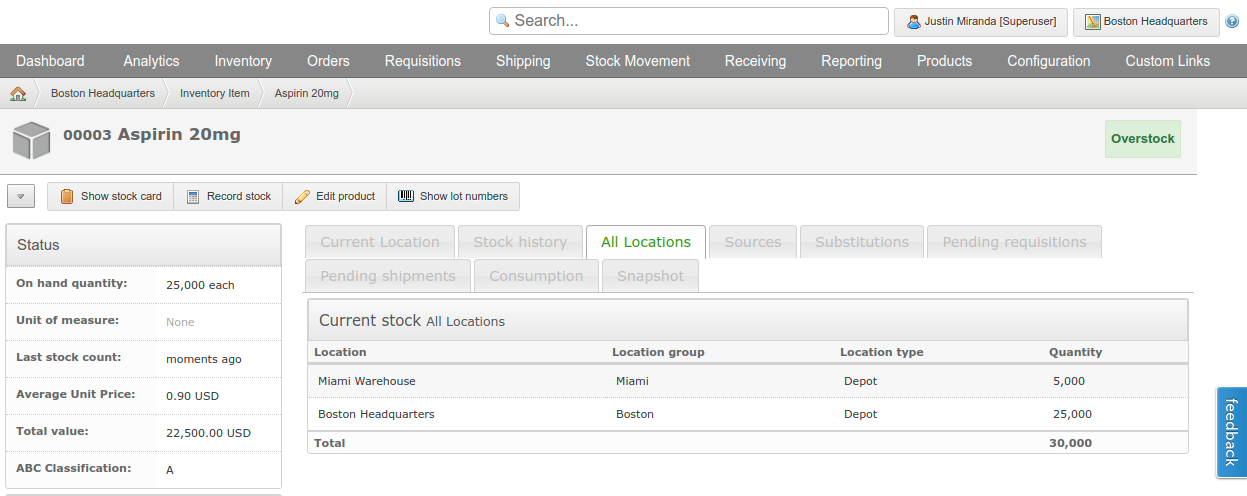 Search...
Justin Miranda [Superuser]
Boston Headquarters
Dashboard Analytics Inventory Orders Requisitions Shipping Stock Movement Receiving Reporting Products Configuration Custom Links
Boston Headquarters Inventory Item Aspirin 20mg
00003 Aspirin 20mg
Overstock
Show stock card Record stock Edit product Show lot numbers
Status
On hand quantity: 25,000 each
Unit of measure: None
Last stock count: moments ago
Average Unit Price: 0.90 USD
Total value: 22,500.00 USD
ABC Classification: A
Current Location Stock history All Locations Sources Substitutions Pending requisitions
Pending shipments Consumption Snapshot
Current stock All Locations
Location Location group Location type Quantity
Miami Warehouse Miami Depot 5,000
Boston Headquarters Boston Depot 25,000
Total 30,000
feedback